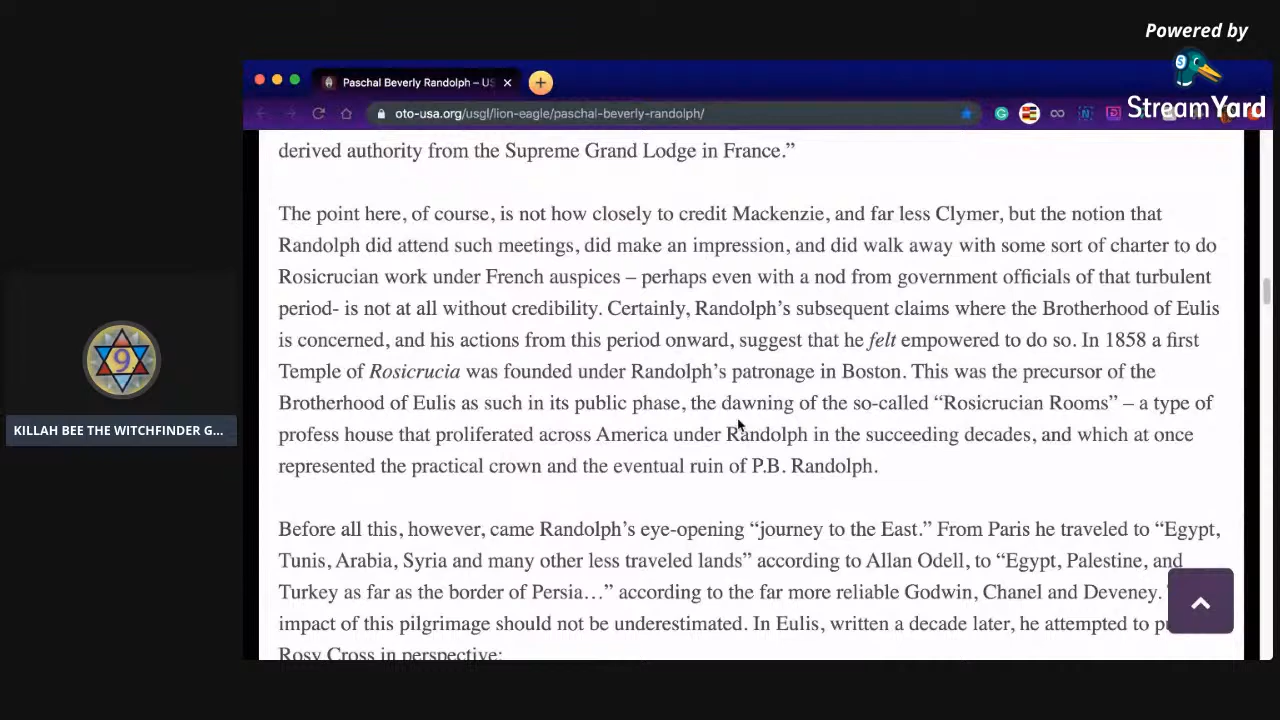 Powered by
StreamYard
Paschal Beverly Randolph – US
oto-usa.org/usgl/lion-eagle/paschal-beverly-randolph/
derived authority from the Supreme Grand Lodge in France.”
The point here, of course, is not how closely to credit Mackenzie, and far less Clymer, but the notion that
Randolph did attend such meetings, did make an impression, and did walk away with some sort of charter to do
Rosicrucian work under French auspices – perhaps even with a nod from government officials of that turbulent
period- is not at all without credibility. Certainly, Randolph’s subsequent claims where the Brotherhood of Eulis
is concerned, and his actions from this period onward, suggest that he felt empowered to do so. In 1858 a first
Temple of Rosicrucia was founded under Randolph’s patronage in Boston. This was the precursor of the
Brotherhood of Eulis as such in its public phase, the dawning of the so-called “Rosicrucian Rooms” – a type of
profess house that proliferated across America under Randolph in the succeeding decades, and which at once
represented the practical crown and the eventual ruin of P.B. Randolph.
Before all this, however, came Randolph’s eye-opening “journey to the East.” From Paris he traveled to “Egypt,
Tunis, Arabia, Syria and many other less traveled lands” according to Allan Odell, to “Egypt, Palestine, and
Turkey as far as the border of Persia…” according to the far more reliable Godwin, Chanel and Deveney.
impact of this pilgrimage should not be underestimated. In Eulis, written a decade later, he attempted to
Rosy Cross in perspective:
9
KILLAH BEE THE WITCHFINDER G...